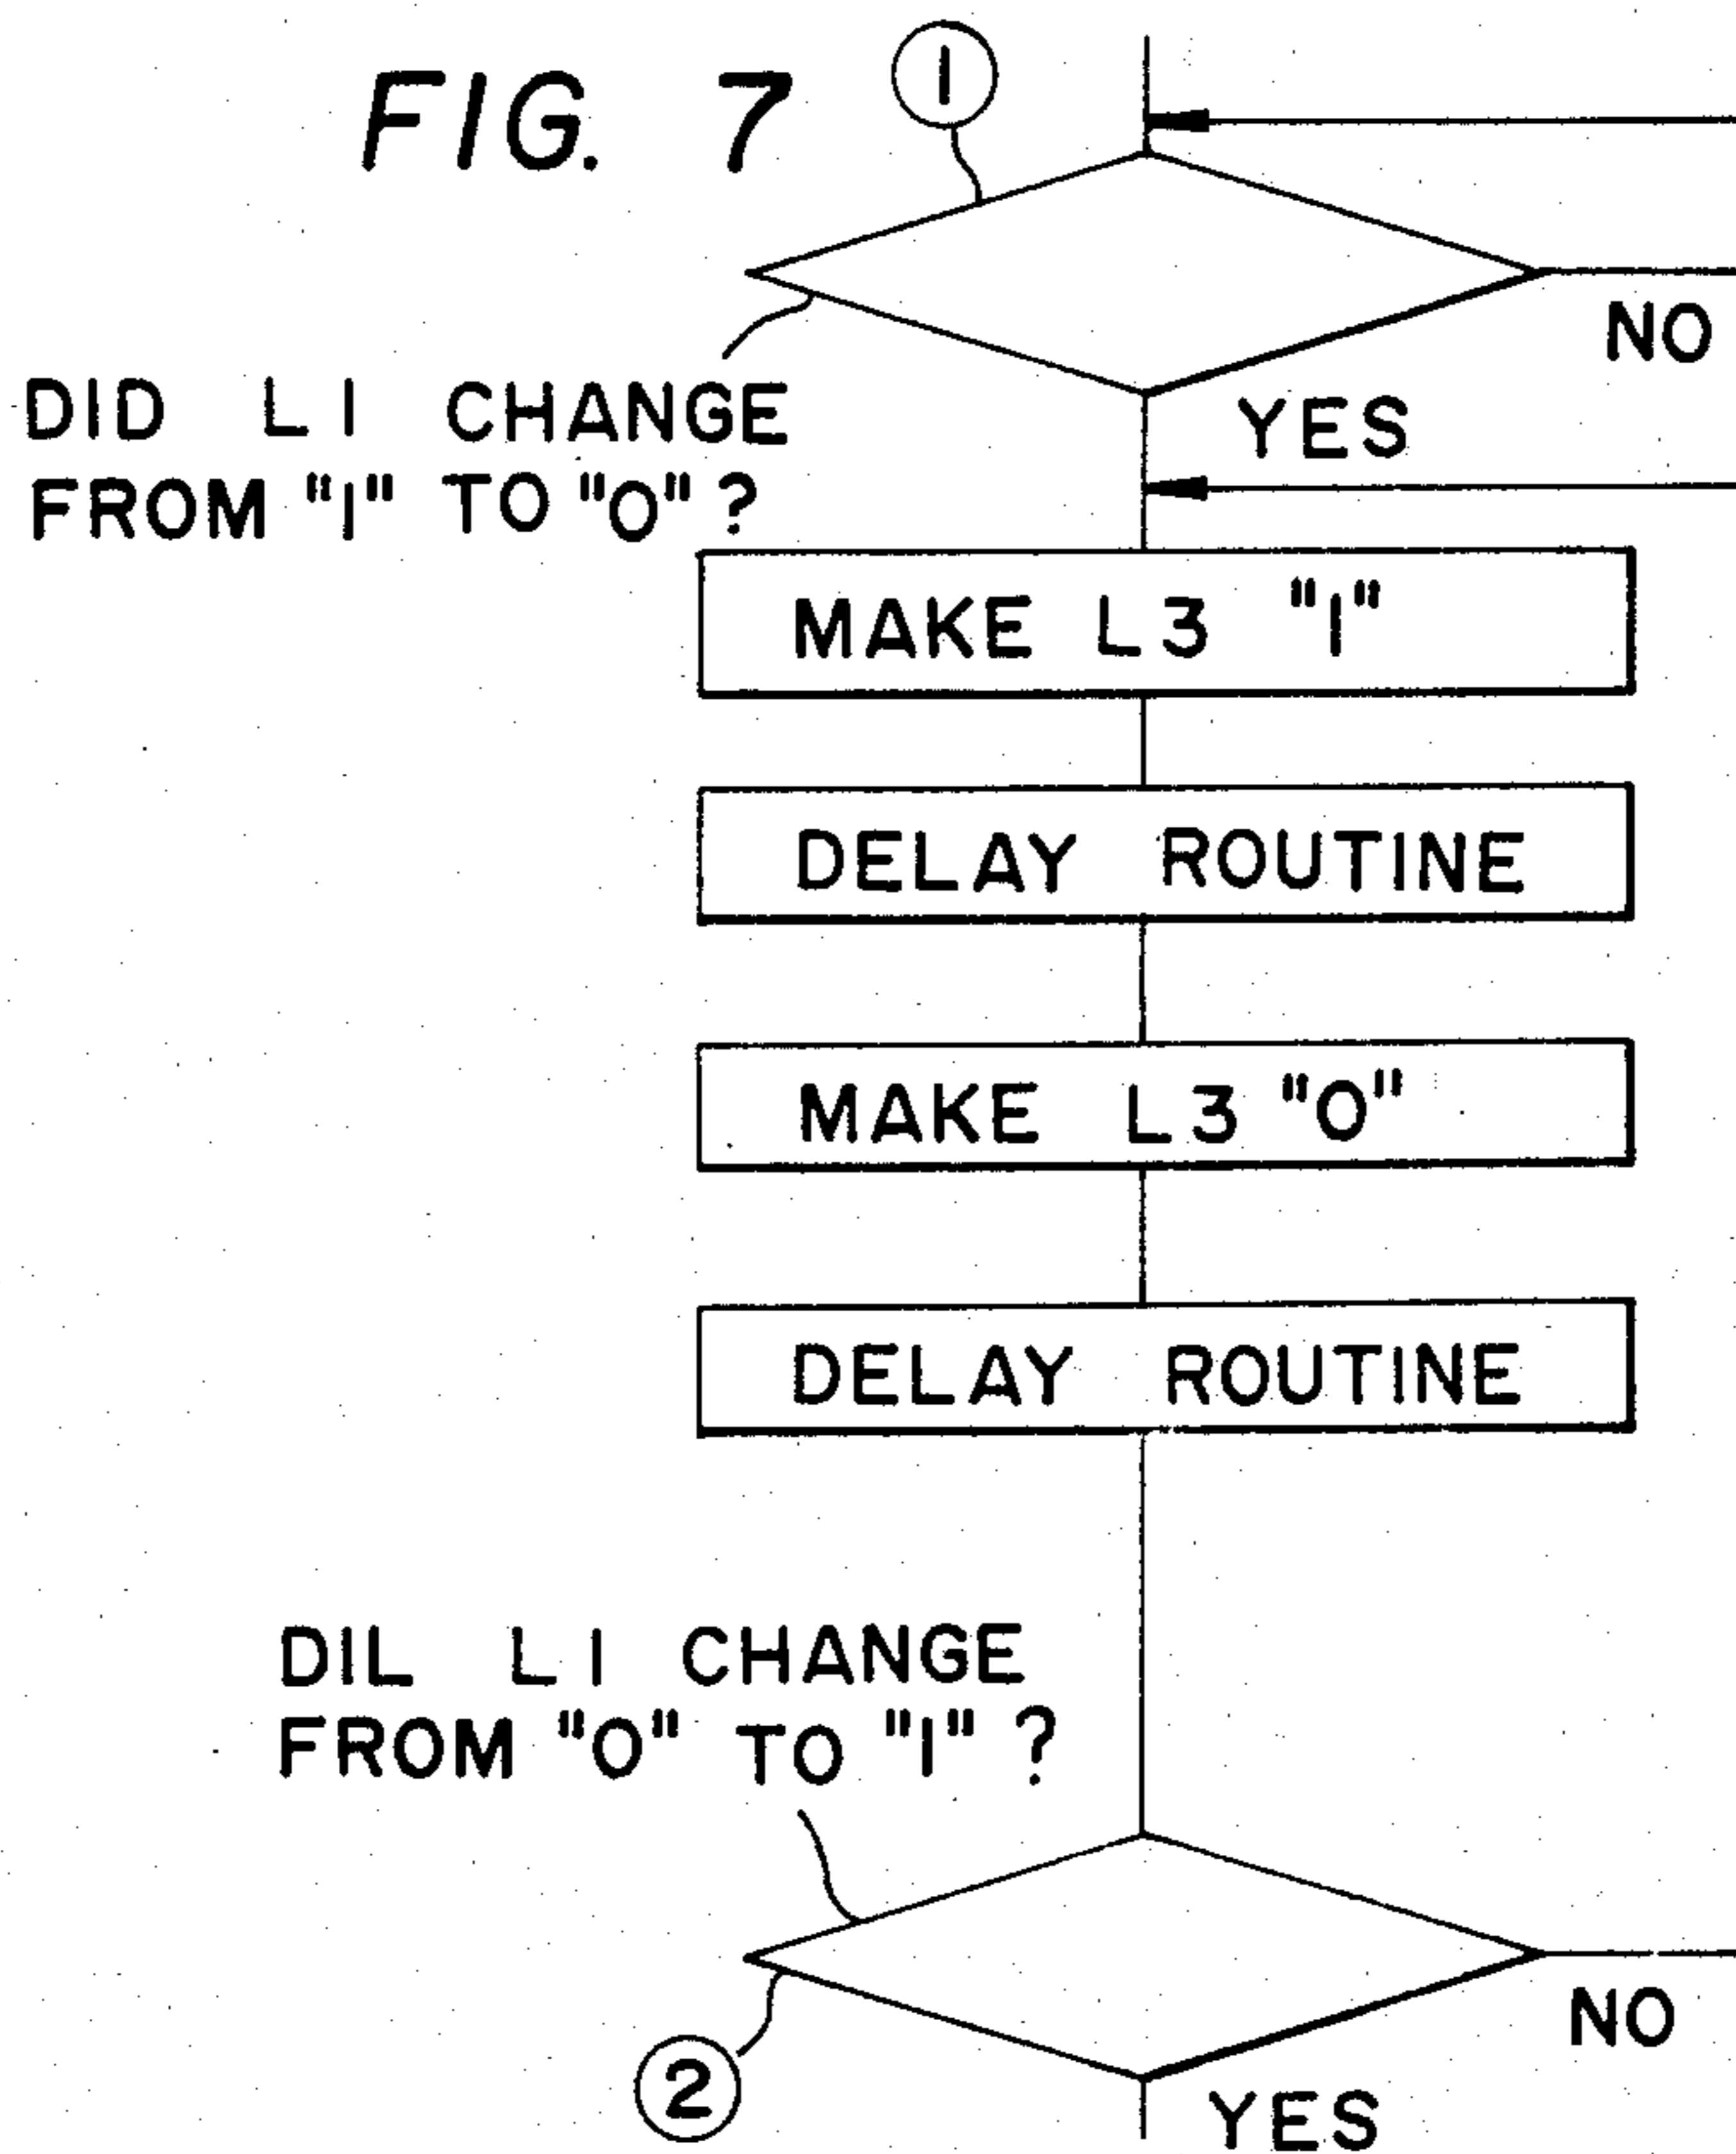 FIG. 7
1
NO
DID L1 CHANGE
FROM "1" TO "0"?
YES
MAKE L3 "1"
DELAY ROUTINE
MAKE L3 "0"
DELAY ROUTINE
DIL L1 CHANGE
FROM "0" TO "1"?
NO
2
YES